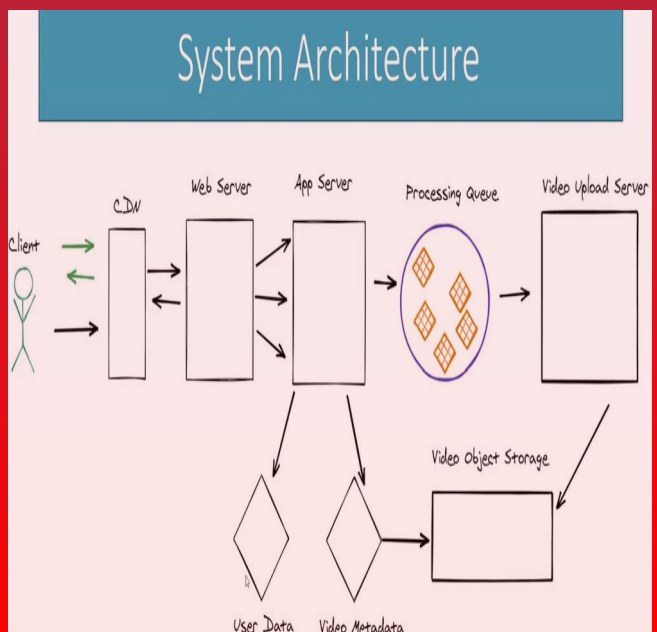 System Architecture
Client
CDN
Web Server
App Server
Processing Queue
Video Upload Server
Video Object Storage
User Data
Video Metadata